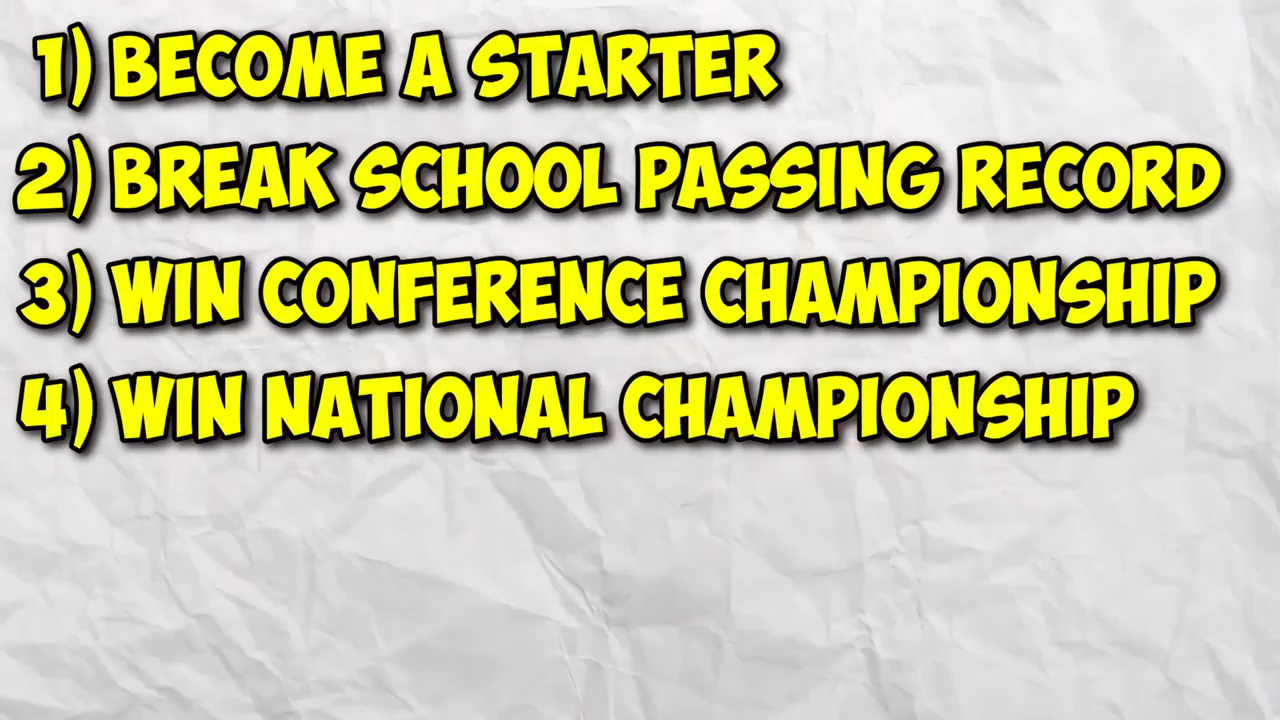 1) BECOME A STARTER
2) BREAK SCHOOL PASSING RECORD
3) WIN CONFERENCE CHAMPIONSHIP
4) WIN NATIONAL CHAMPIONSHIP